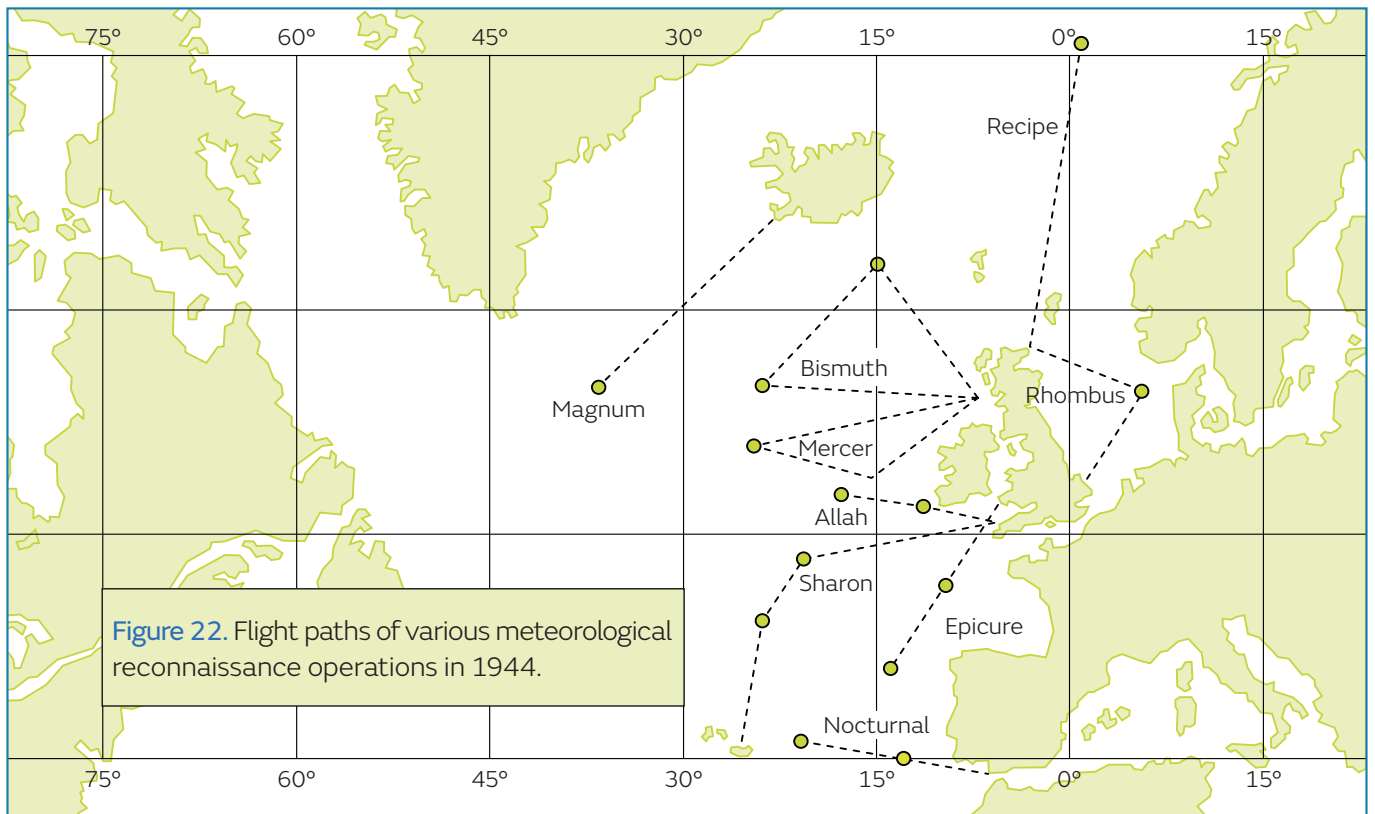 75° 60° 45° 30° 15° 0° 15°
Recipe
Bismuth
Magnum
Rhombus
Mercer
Allah
Sharon
Epicure
Figure 22. Flight paths of various meteorological
reconnaissance operations in 1944.
Nocturnal
75° 60° 45° 30° 15° 0° 15°